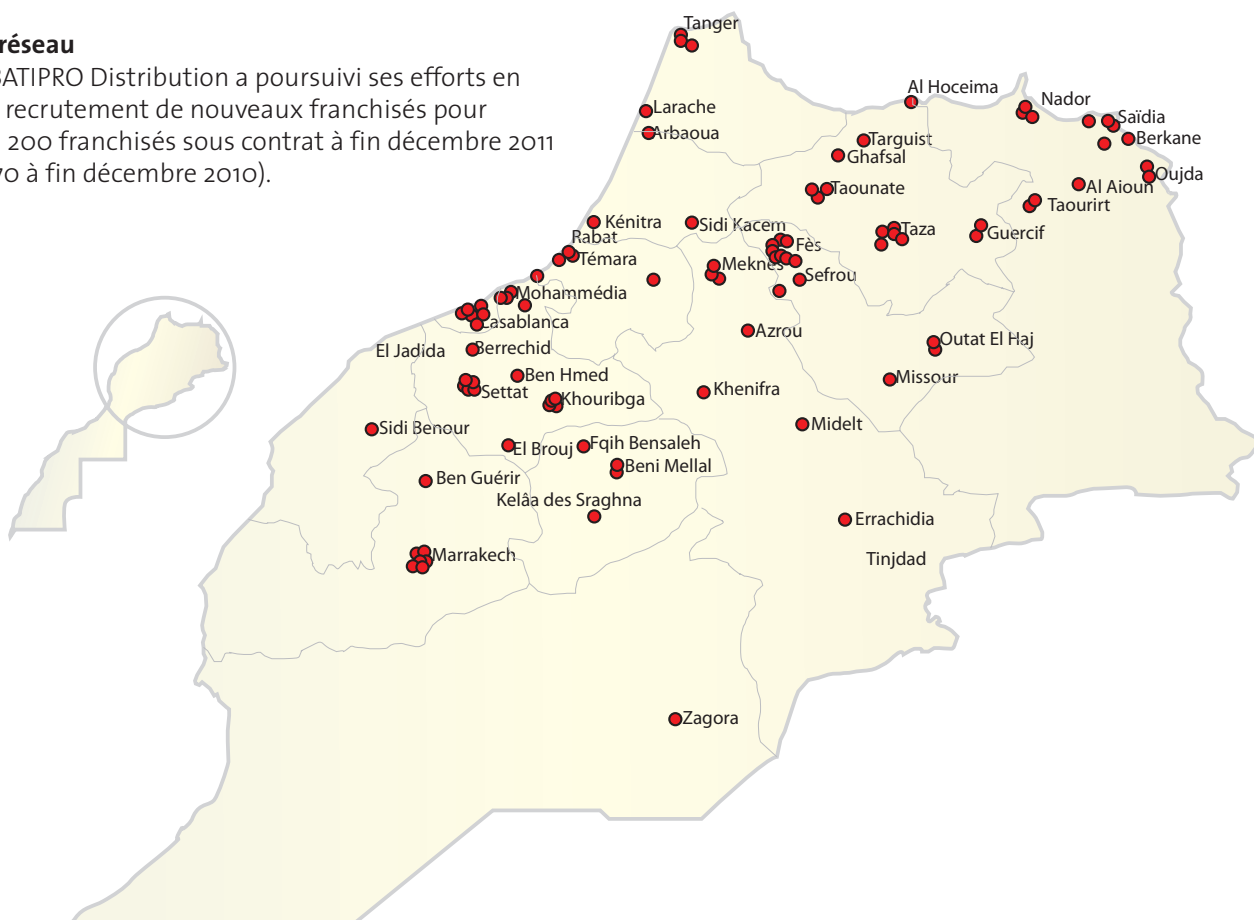 réseau
BATIPRO Distribution a poursuivi ses efforts en
recrutement de nouveaux franchisés pour
200 franchisés sous contrat à fin décembre 2011
70 à fin décembre 2010).
Tanger
Al Hoceima
Nador
Larache
Saïdia
Arbaoua
Targuist
Berkane
Ghafsal
Oujda
Taounate
Al Aioun
Taourirt
Kénitra
Sidi Kacem
Taza
Guercif
Rabat
Fès
Témara
Meknès
Sefrou
Mohammédia
Casablanca
Azrou
Outat El Haj
El Jadida
Berrechid
Ben Hmed
Missour
Settat
Khouribga
Khenifra
Sidi Benour
Midelt
El Brouj
Fqih Bensaleh
Beni Mellal
Ben Guérir
Kelâa des Sraghna
Errachidia
Marrakech
Tinjdad
Zagora